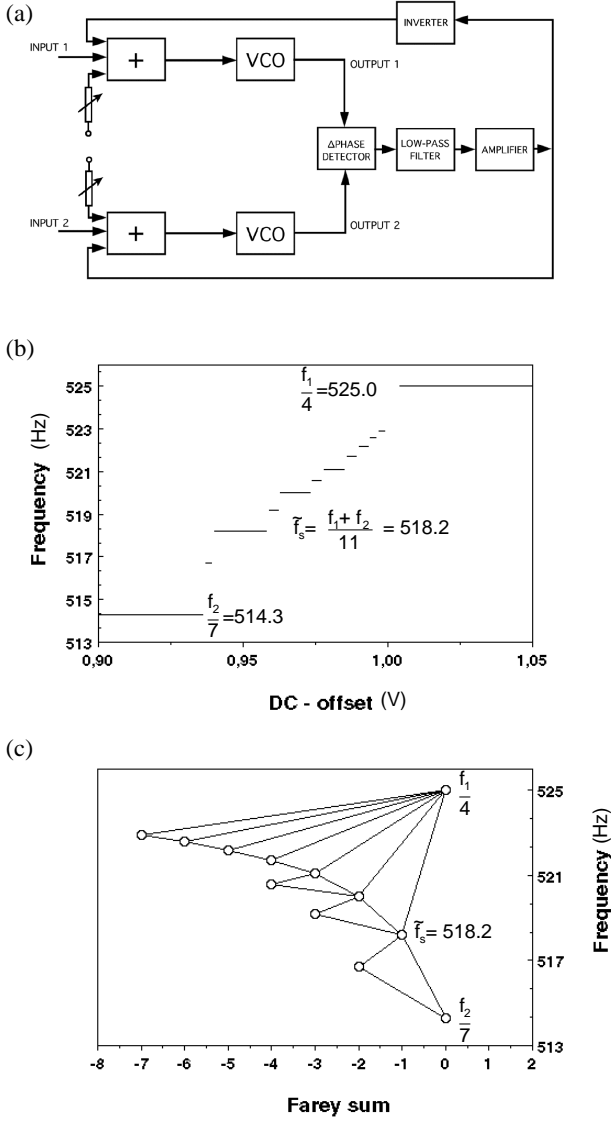 (a)
INVERTER
INPUT 1
+
VCO
OUTPUT 1
ΔPHASE
DETECTOR
LOW-PASS
FILTER
AMPLIFIER
INPUT 2
+
VCO
OUTPUT 2
(b)
Frequency (Hz)
525
523
521
519
517
515
513
f₁/4=525.0
f̃ₛ= f₁+ f₂/11 = 518.2
f₂/7=514.3
0,90
0,95
1,00
1,05
DC - offset (V)
(c)
f₁/4
f̃ₛ= 518.2
f₂/7
525
521
517
513
Frequency (Hz)
-8 -7 -6 -5 -4 -3 -2 -1 0 1 2
Farey sum